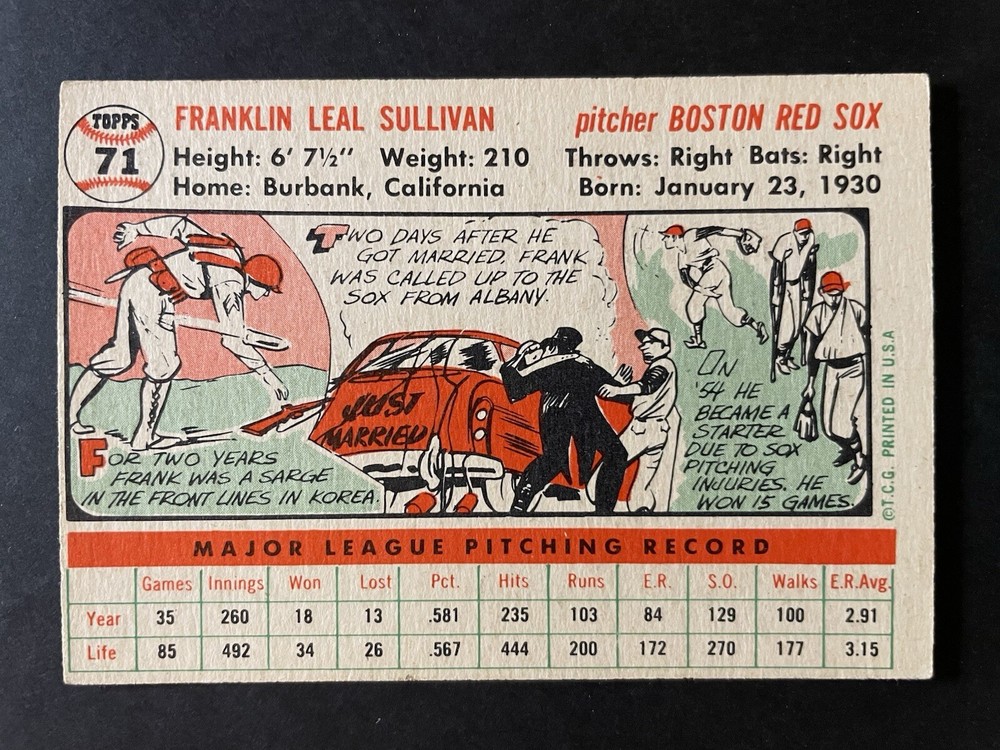 TOPPS
71
FRANKLIN LEAL SULLIVAN
pitcher BOSTON RED SOX
Height: 6' 7½" Weight: 210
Throws: Right Bats: Right
Home: Burbank, California
Born: January 23, 1930
FOR TWO YEARS
FRANK WAS A SARGE
IN THE FRONT LINES IN KOREA.
TWO DAYS AFTER HE
GOT MARRIED, FRANK
WAS CALLED UP TO THE
SOX FROM ALBANY.
JUST
MARRIED
IN
'54 HE
BECAME A
STARTER
DUE TO SOX
PITCHING
INJURIES. HE
WON 15 GAMES.
©T.C.G. PRINTED IN U.S.A
MAJOR LEAGUE PITCHING RECORD
Games Innings Won Lost Pct. Hits Runs E.R. S.O. Walks E.R.Avg.
Year 35 260 18 13 .581 235 103 84 129 100 2.91
Life 85 492 34 26 .567 444 200 172 270 177 3.15